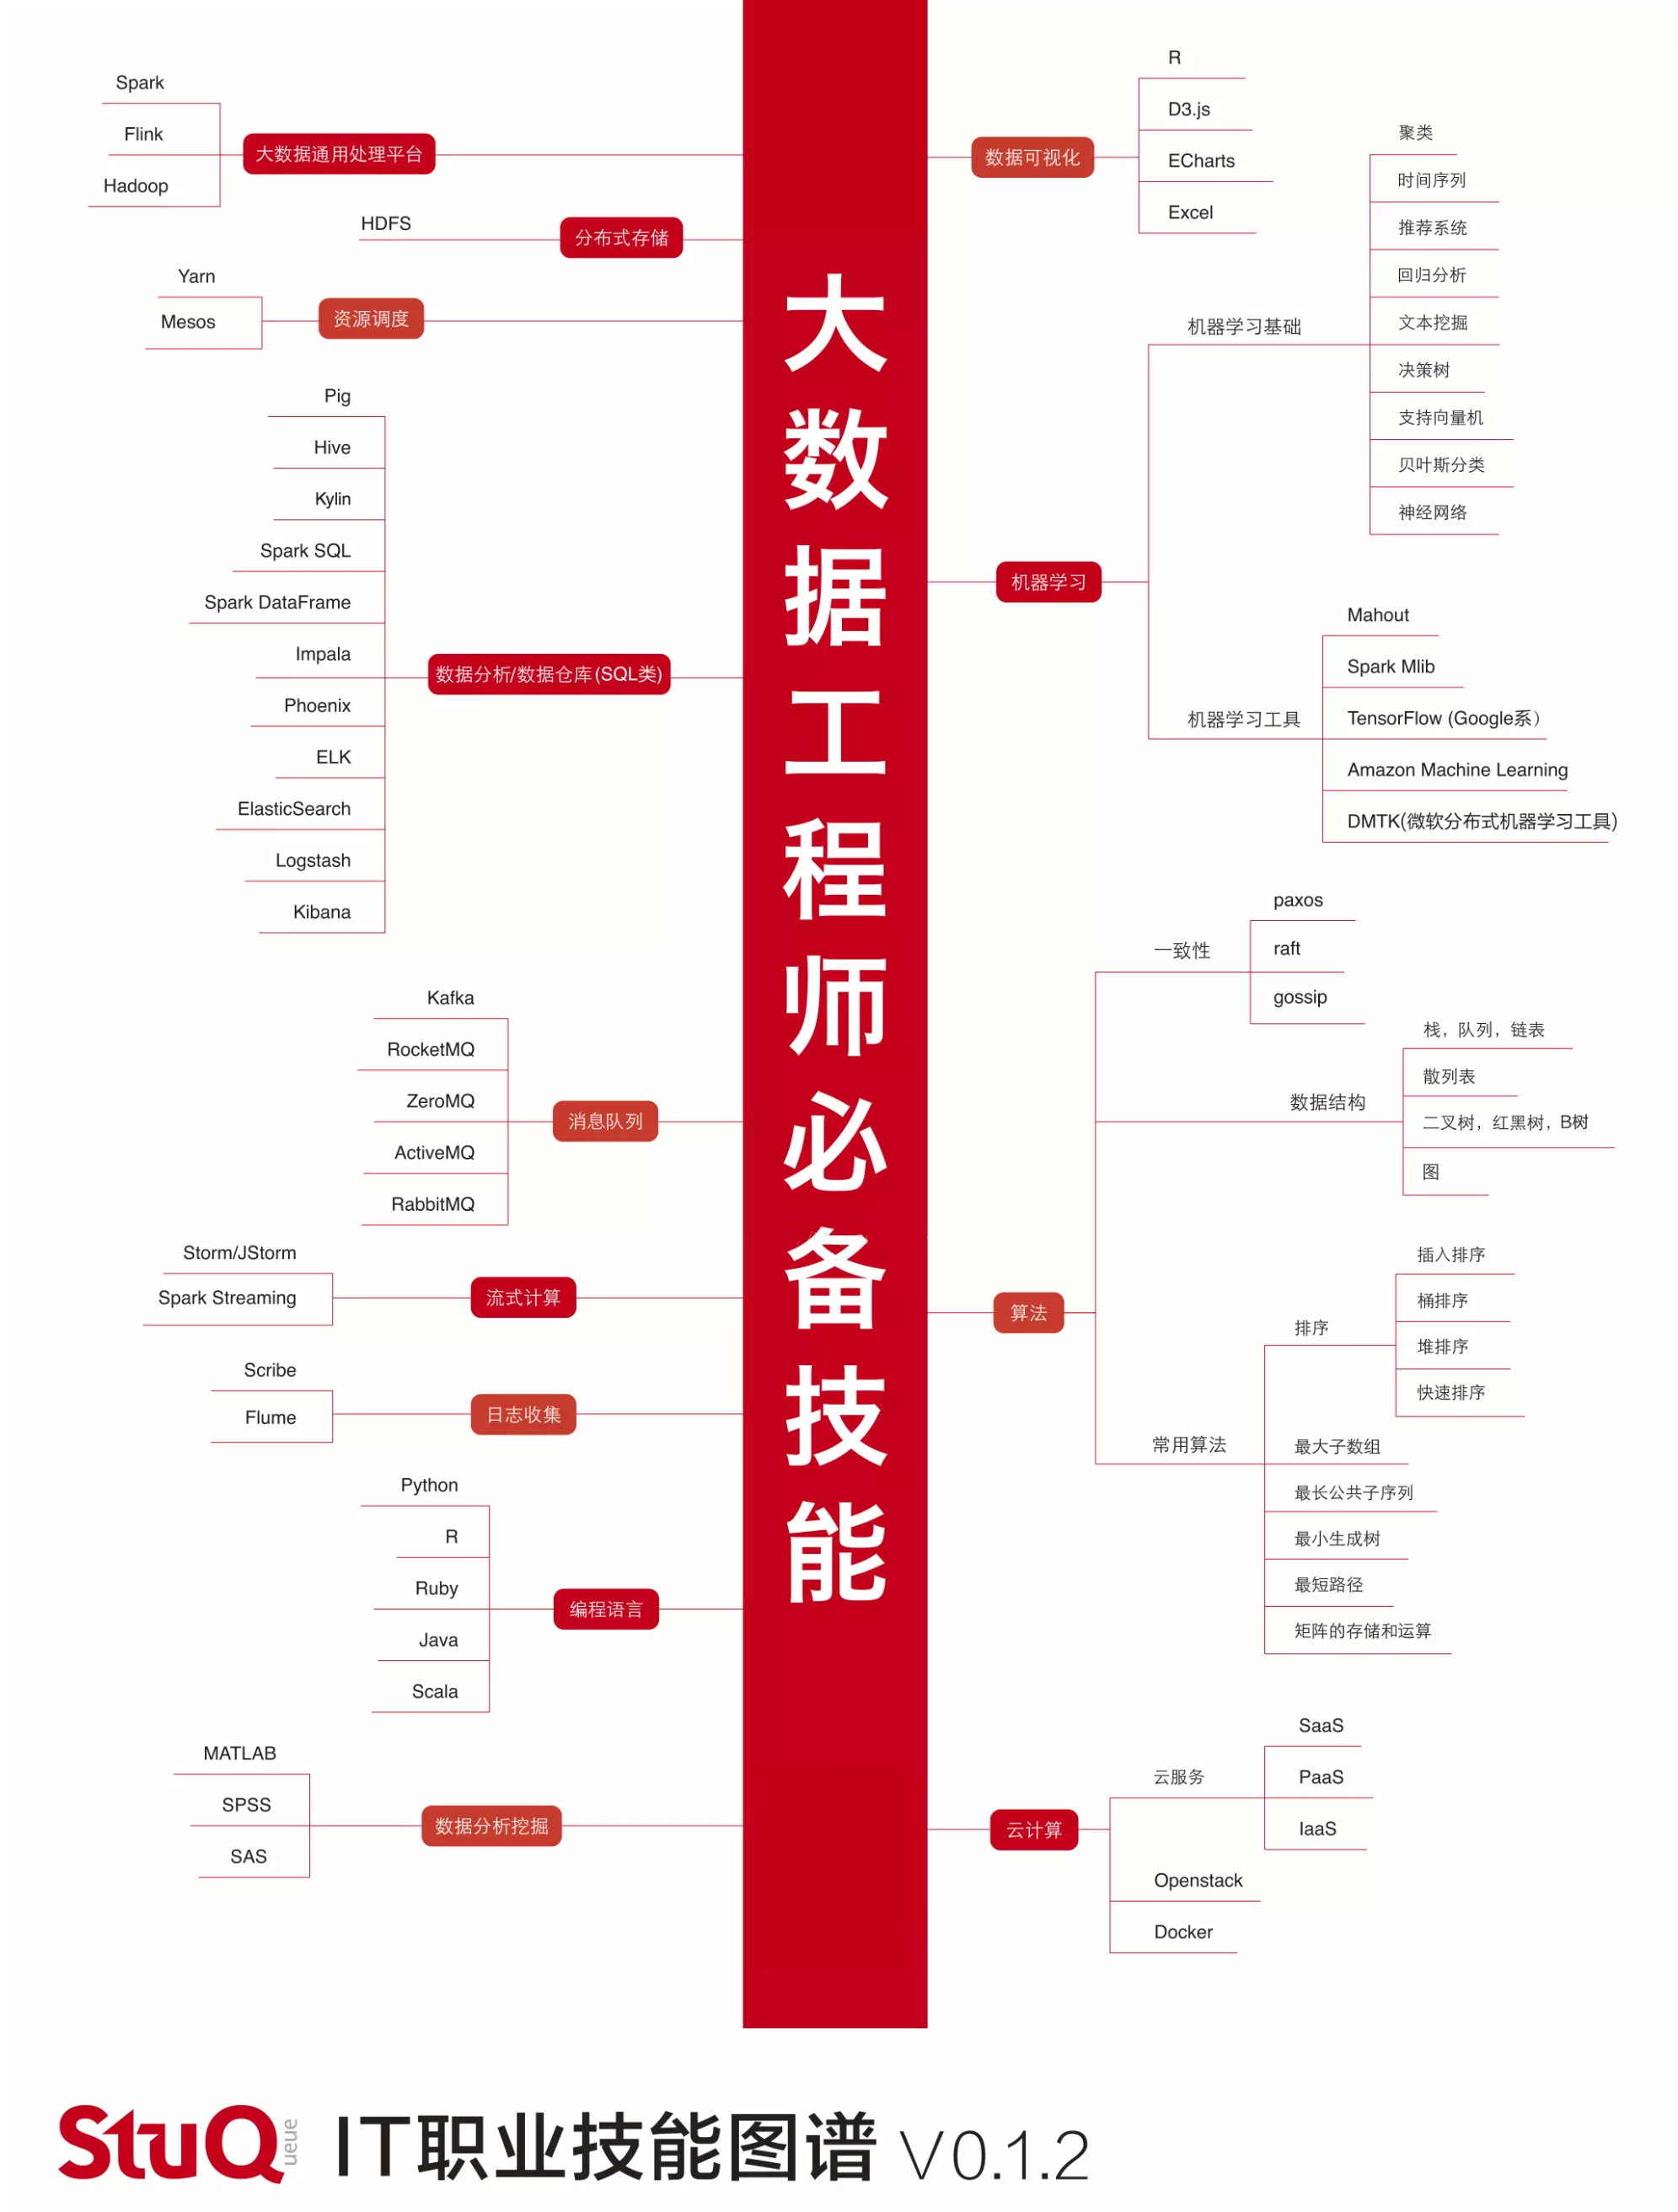 大数据工程师必备技能
Spark
Flink
Hadoop
大数据通用处理平台
HDFS
分布式存储
Yarn
Mesos
资源调度
Pig
Hive
Kylin
Spark SQL
Spark DataFrame
Impala
Phoenix
ELK
ElasticSearch
Logstash
Kibana
数据分析/数据仓库(SQL类)
Kafka
RocketMQ
ZeroMQ
ActiveMQ
RabbitMQ
消息队列
Storm/JStorm
Spark Streaming
流式计算
Scribe
Flume
日志收集
Python
R
Ruby
Java
Scala
编程语言
MATLAB
SPSS
SAS
数据分析挖掘
数据可视化
R
D3.js
ECharts
Excel
机器学习
机器学习基础
聚类
时间序列
推荐系统
回归分析
文本挖掘
决策树
支持向量机
贝叶斯分类
神经网络
机器学习工具
Mahout
Spark Mlib
TensorFlow (Google系）
Amazon Machine Learning
DMTK(微软分布式机器学习工具)
算法
一致性
paxos
raft
gossip
数据结构
栈，队列，链表
散列表
二叉树，红黑树，B树
图
常用算法
排序
插入排序
桶排序
堆排序
快速排序
最大子数组
最长公共子序列
最小生成树
最短路径
矩阵的存储和运算
云计算
云服务
SaaS
PaaS
IaaS
Openstack
Docker
StuQ ueue IT职业技能图谱 V0.1.2